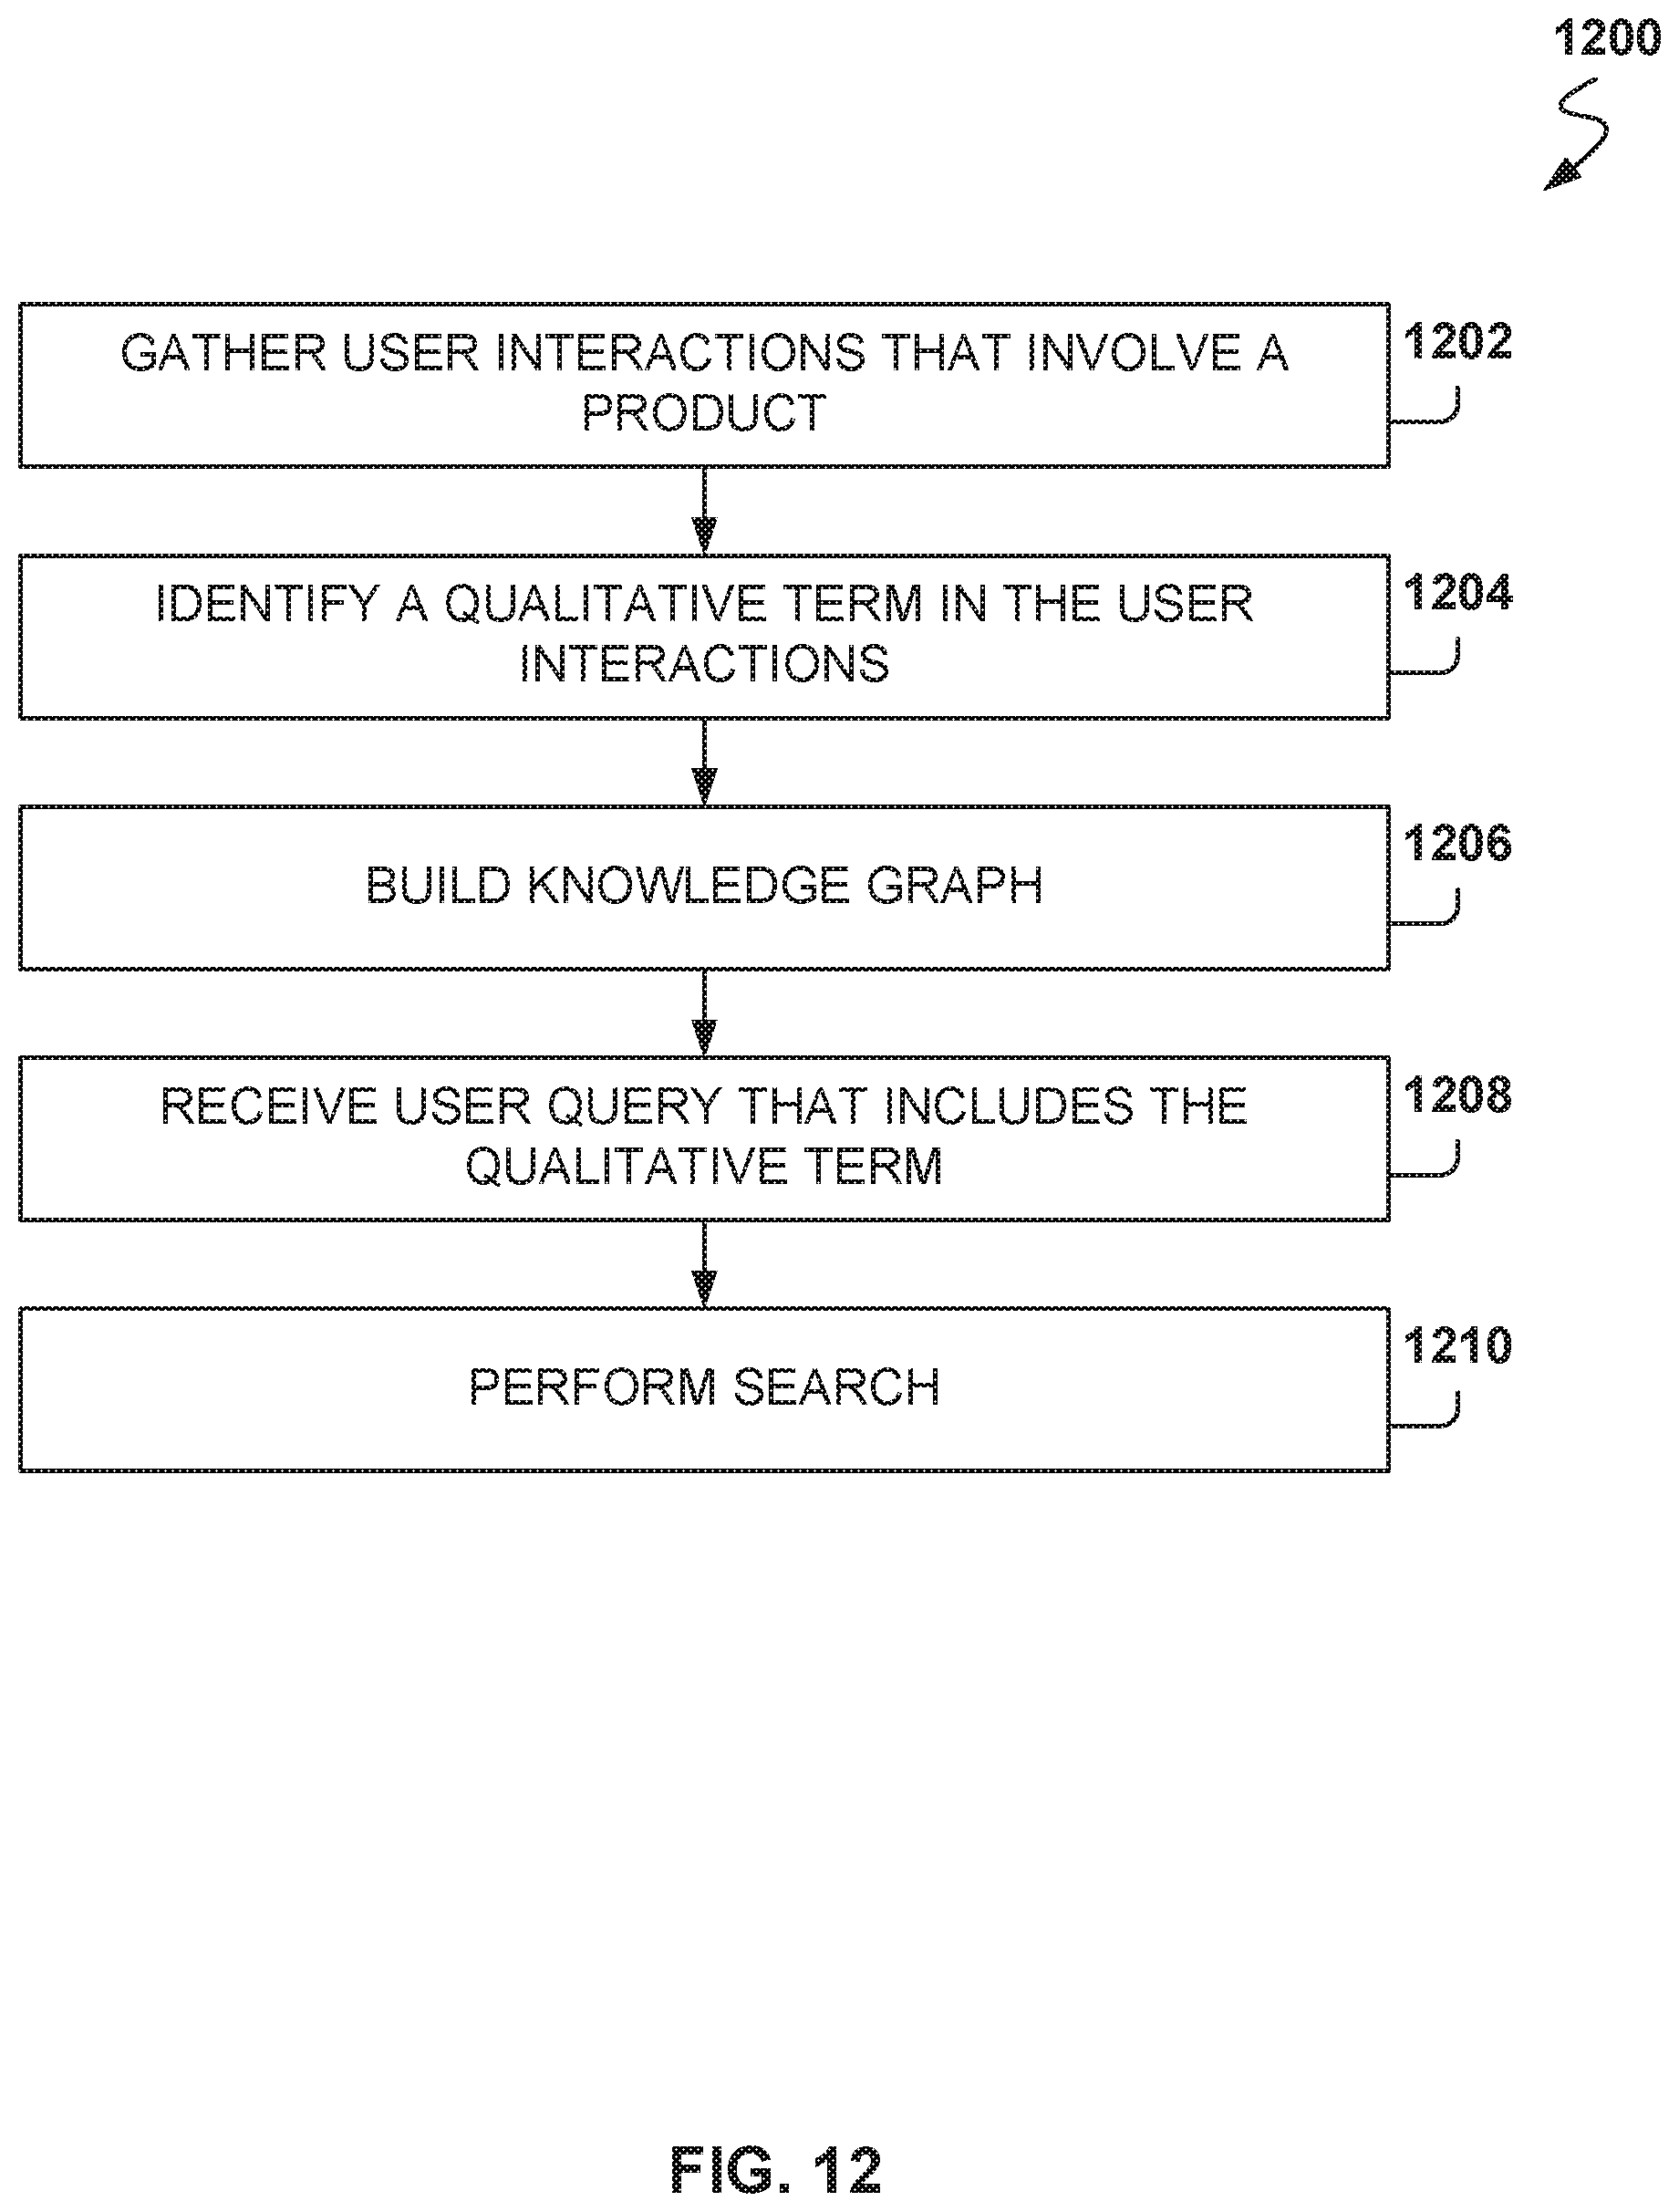 1200
GATHER USER INTERACTIONS THAT INVOLVE A
PRODUCT
1202
IDENTIFY A QUALITATIVE TERM IN THE USER
INTERACTIONS
1204
BUILD KNOWLEDGE GRAPH
1206
RECEIVE USER QUERY THAT INCLUDES THE
QUALITATIVE TERM
1208
PERFORM SEARCH
1210
FIG. 12